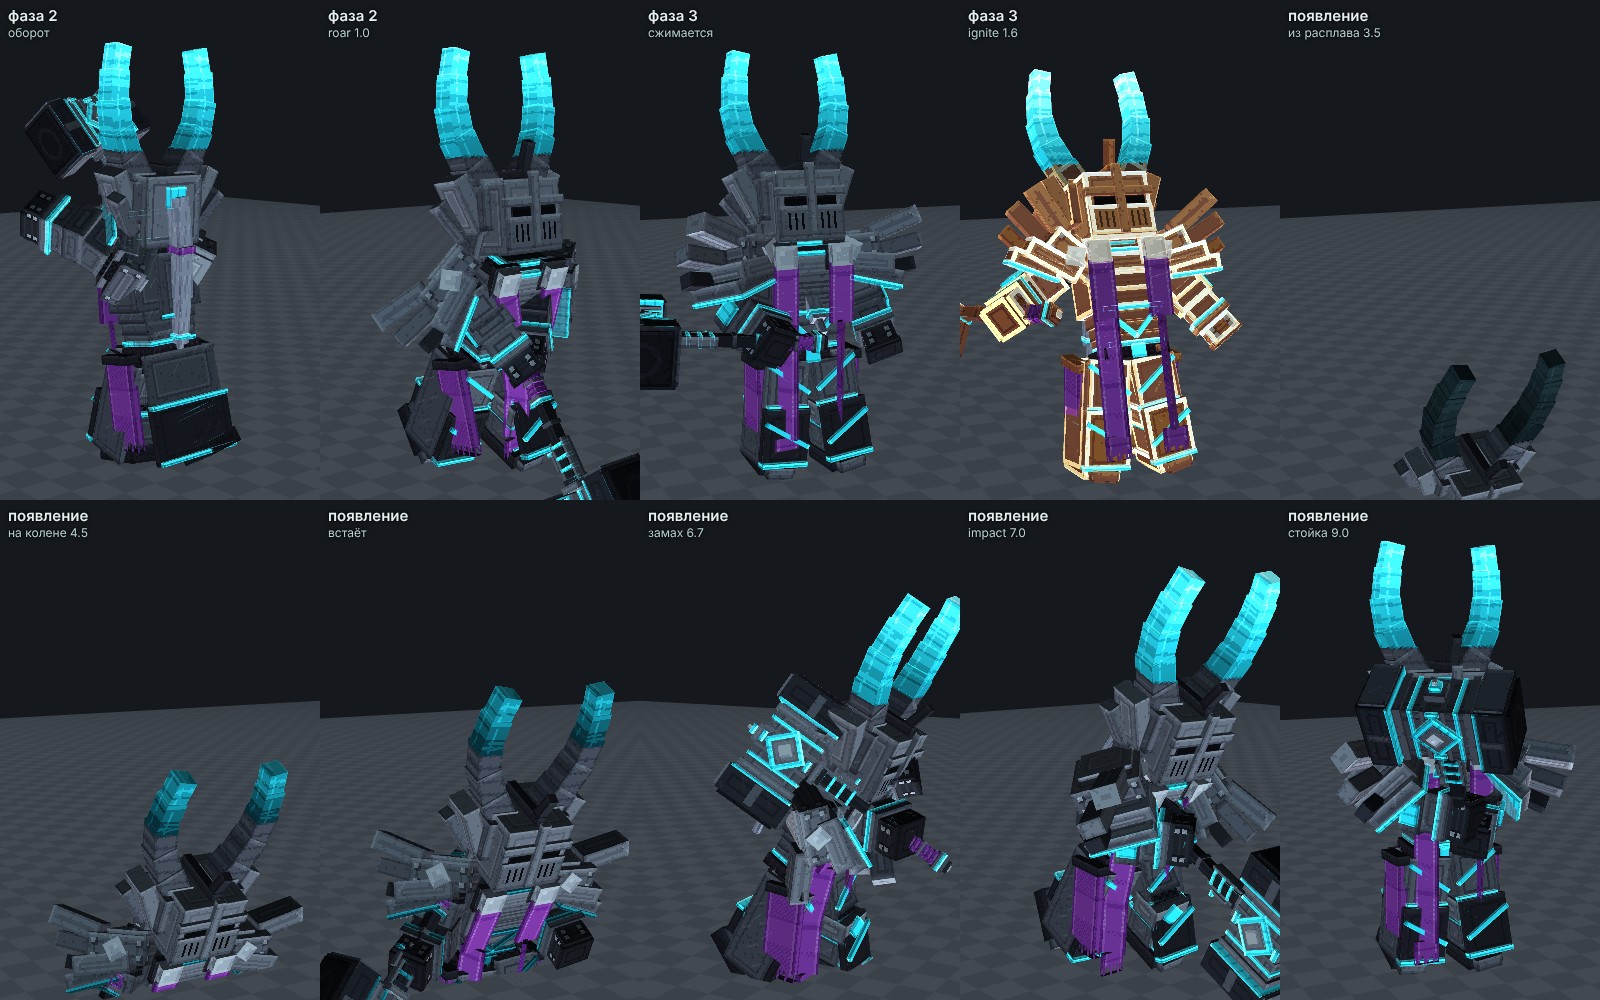 фаза 2
оборот
фаза 2
roar 1.0
фаза 3
сжимается
фаза 3
ignite 1.6
появление
из расплава 3.5
появление
на колене 4.5
появление
встаёт
появление
замах 6.7
появление
impact 7.0
появление
стойка 9.0